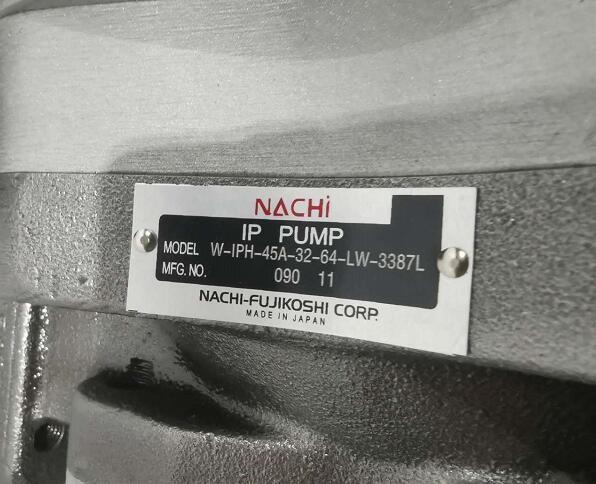 NACHi
IP PUMP
MODEL W-IPH-45A-32-64-LW-3387L
MFG. NO. 090 11
NACHI-FUJIKOSHI CORP.
MADE IN JAPAN